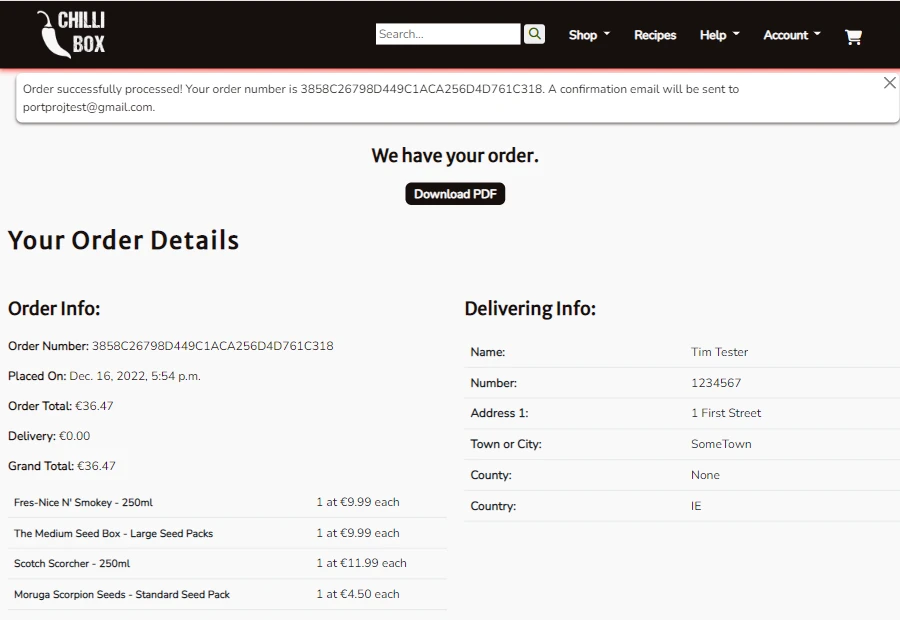 CHILLI
BOX
Search...
Shop
Recipes
Help
Account
Order successfully processed! Your order number is 3858C26798D449C1ACA256D4D761C318. A confirmation email will be sent to
portprojtest@gmail.com.
We have your order.
Download PDF
Your Order Details
Order Info:
Order Number: 3858C26798D449C1ACA256D4D761C318
Placed On: Dec. 16, 2022, 5:54 p.m.
Order Total: €36.47
Delivery: €0.00
Grand Total: €36.47
Fres-Nice N' Smokey - 250ml 1 at €9.99 each
The Medium Seed Box - Large Seed Packs 1 at €9.99 each
Scotch Scorcher - 250ml 1 at €11.99 each
Moruga Scorpion Seeds - Standard Seed Pack 1 at €4.50 each
Delivering Info:
Name: Tim Tester
Number: 1234567
Address 1: 1 First Street
Town or City: SomeTown
County: None
Country: IE